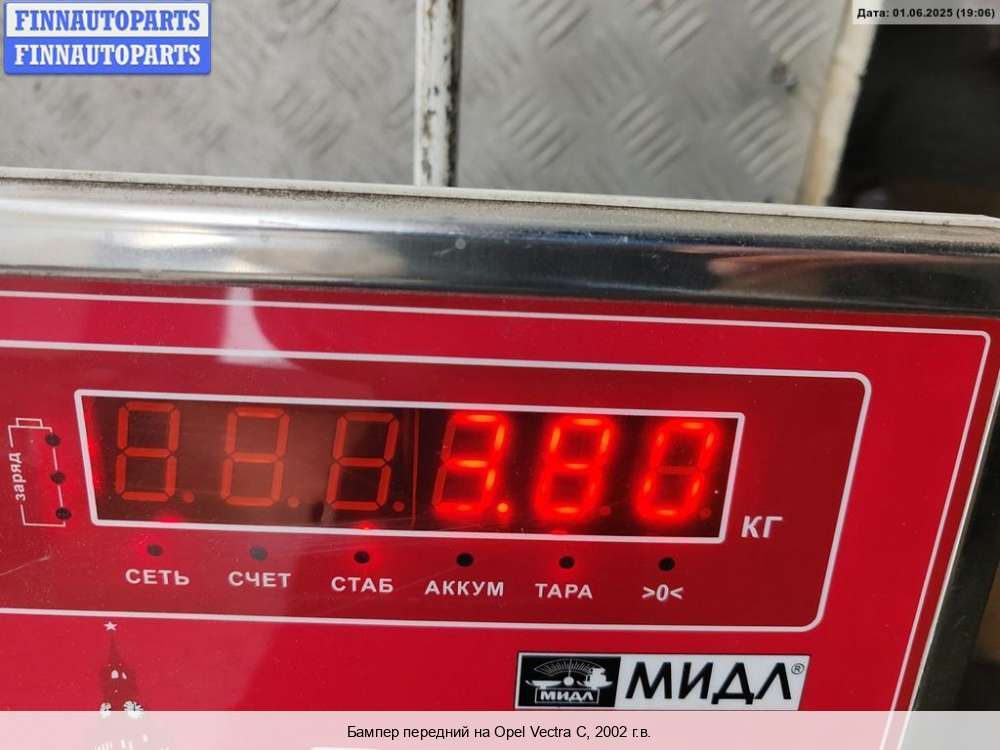 FINNAUTOPARTS
FINNAUTOPARTS
Дата: 01.06.2025 (19:06)
заряд
3.80
КГ
СЕТЬ СЧЕТ СТАБ АККУМ ТАРА >0<
МИДЛ МИДЛ®
Бампер передний на Opel Vectra C, 2002 г.в.